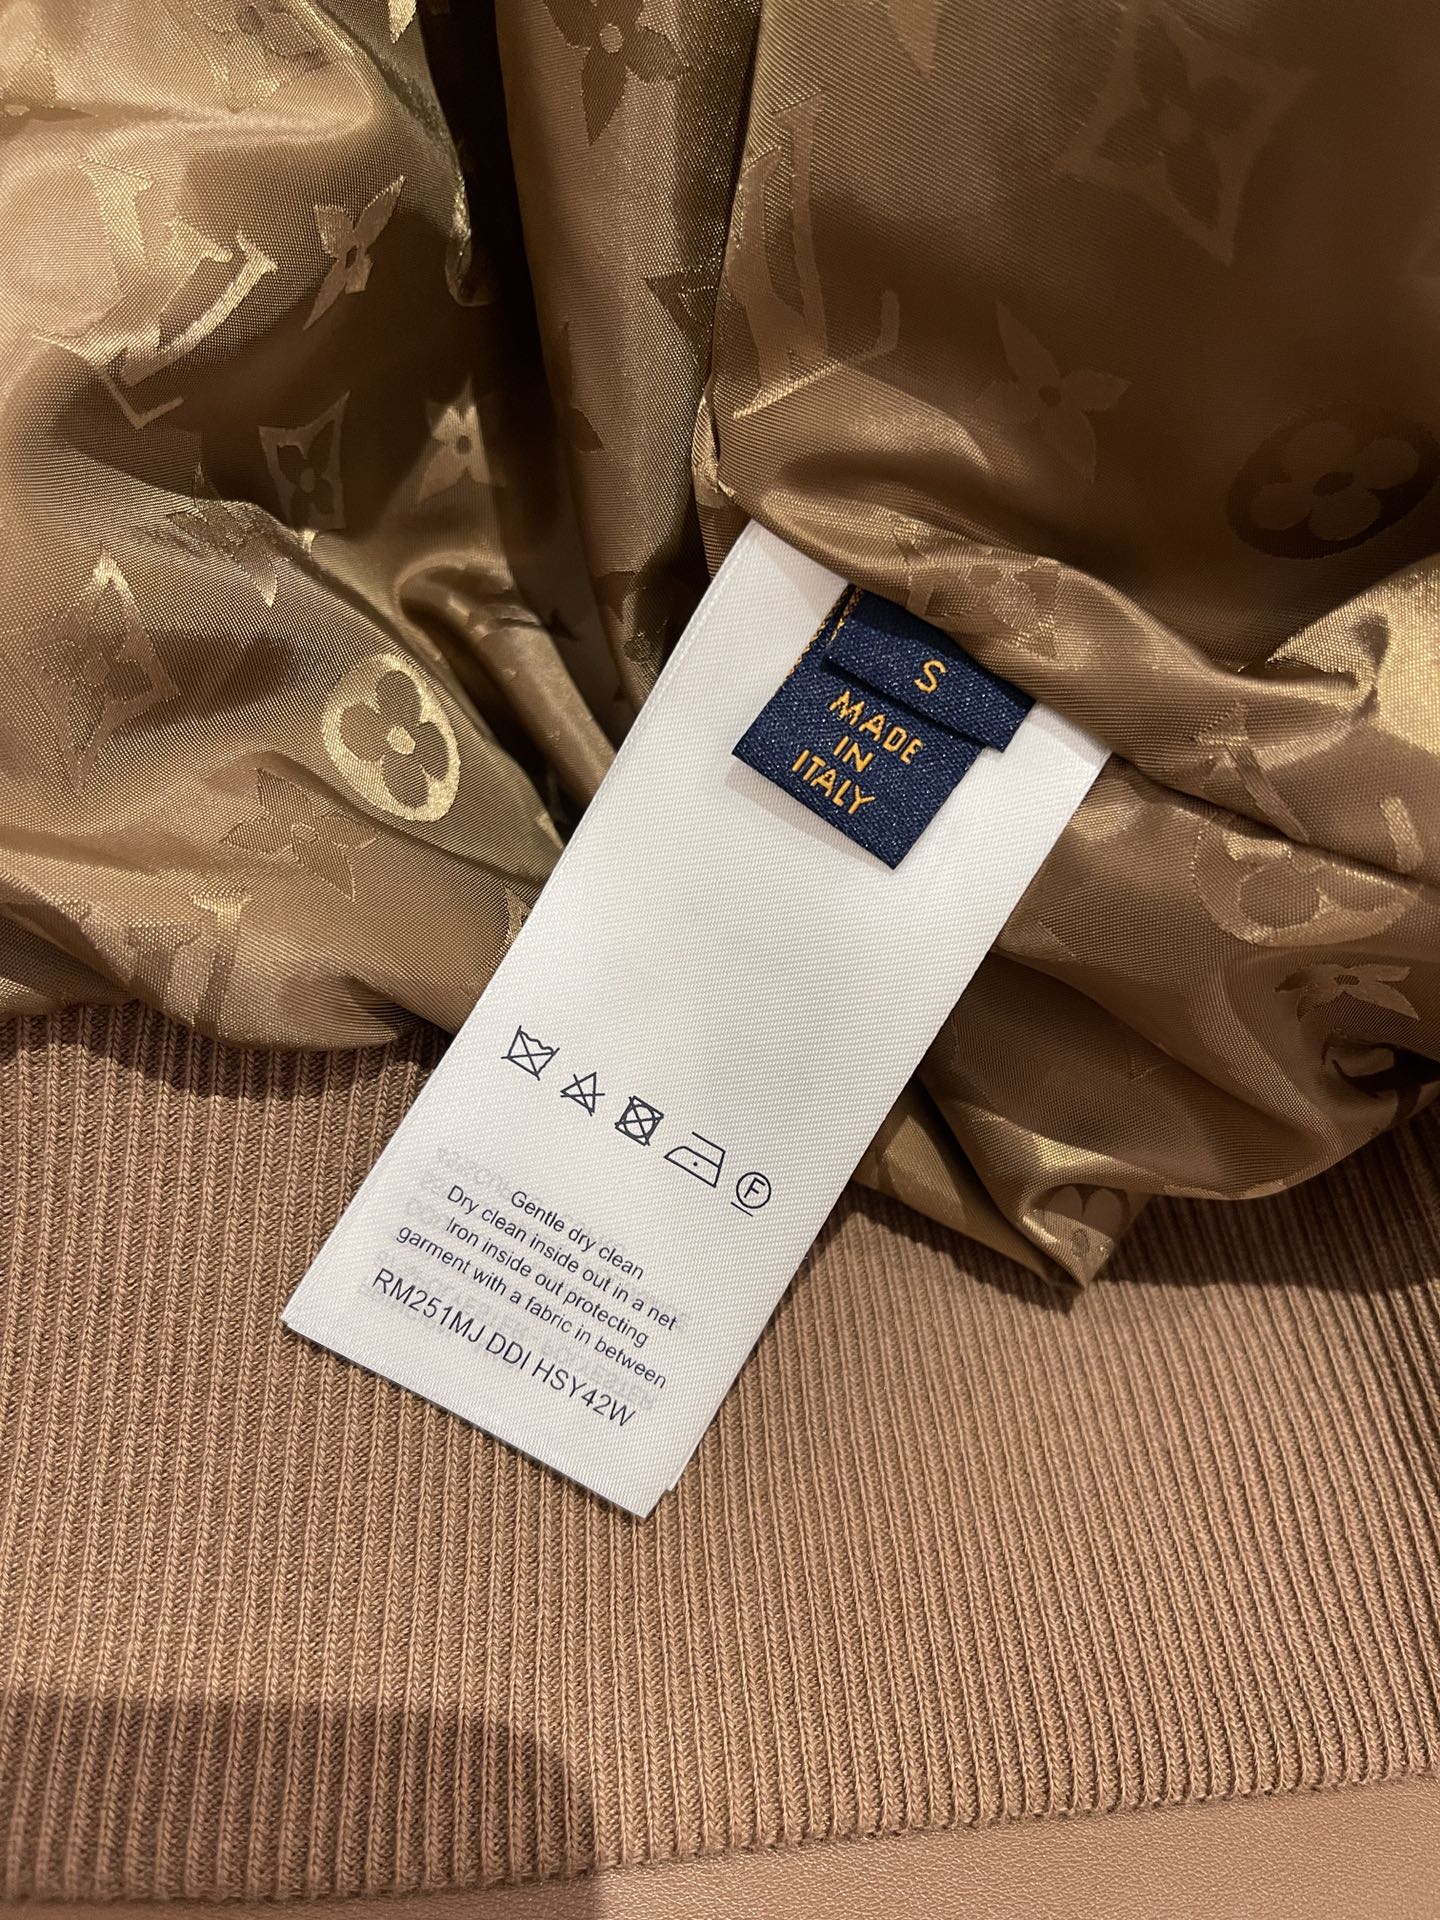 S
MADE
IN
ITALY
F
Gentle dry clean
Dry clean inside out in a net
Iron inside out protecting
garment with a fabric in between
RM251MJ DDI HSY42W